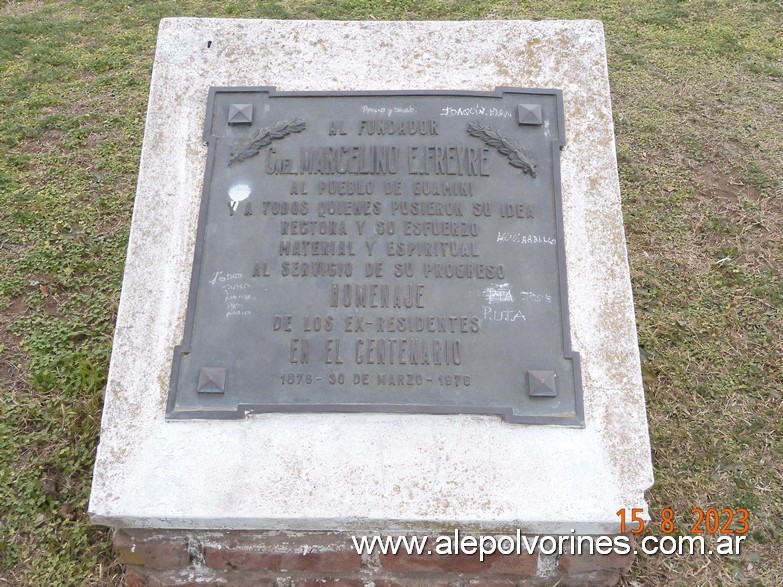 JOAQUÍN
AL FUNDADOR
CNEL. MARCELINO E. FREYRE
AL PUEBLO DE GUAMINI
Y A TODOS QUIENES PUSIERON SU IDEA
RECTORA Y SU ESFUERZO
MATERIAL Y ESPIRITUAL
AL SERVICIO DE SU PROGRESO
HOMENAJE
DE LOS EX-RESIDENTES
EN EL CENTENARIO
1876 - 30 DE MARZO - 1976
PUTA
15.8.2023
www.alepolvorines.com.ar